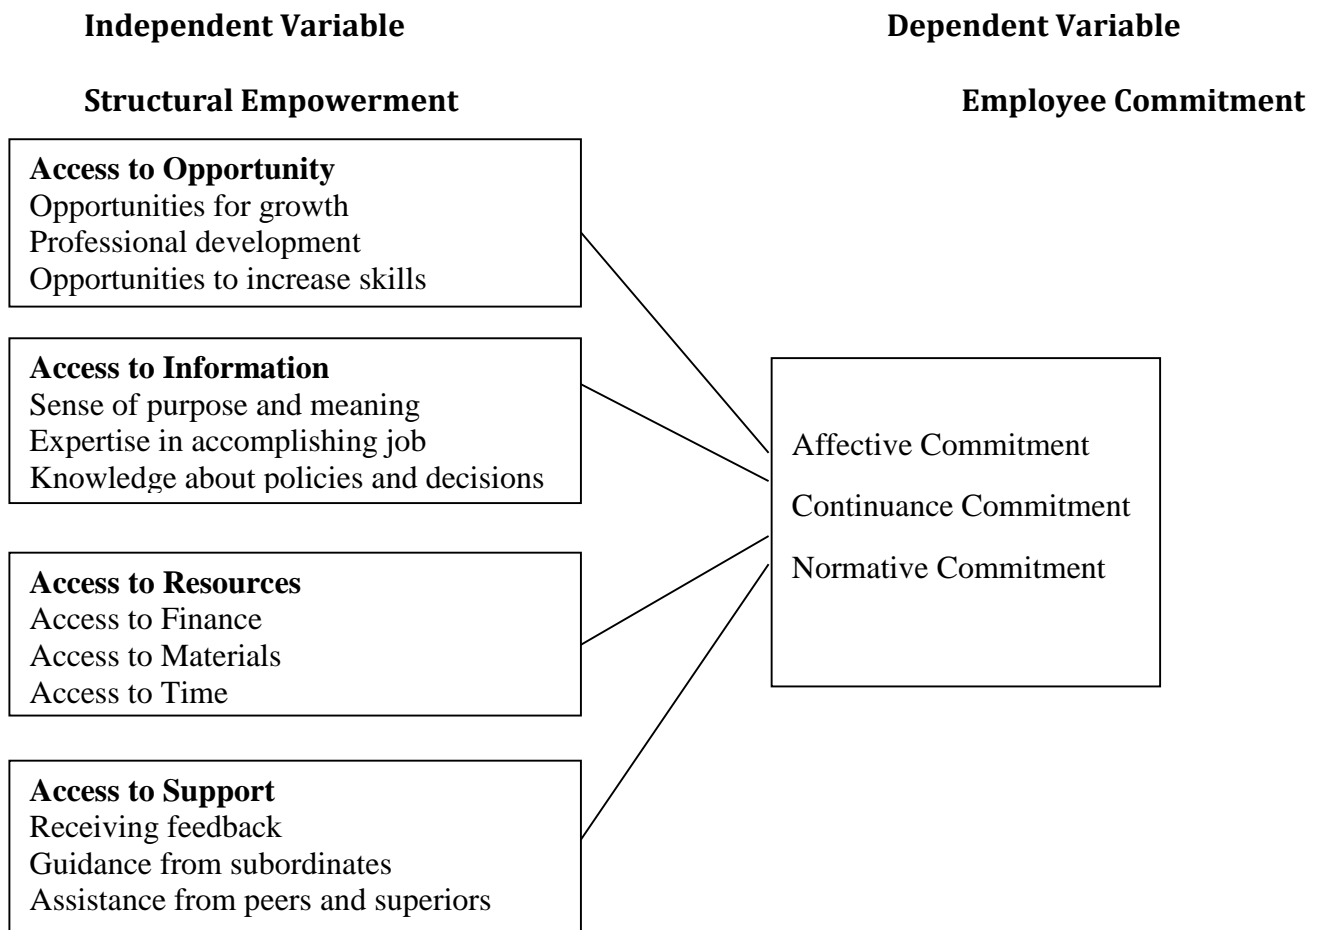 Independent Variable
Dependent Variable
Structural Empowerment
Employee Commitment
Access to Opportunity
Opportunities for growth
Professional development
Opportunities to increase skills
Access to Information
Sense of purpose and meaning
Expertise in accomplishing job
Knowledge about policies and decisions
Access to Resources
Access to Finance
Access to Materials
Access to Time
Access to Support
Receiving feedback
Guidance from subordinates
Assistance from peers and superiors
Affective Commitment
Continuance Commitment
Normative Commitment